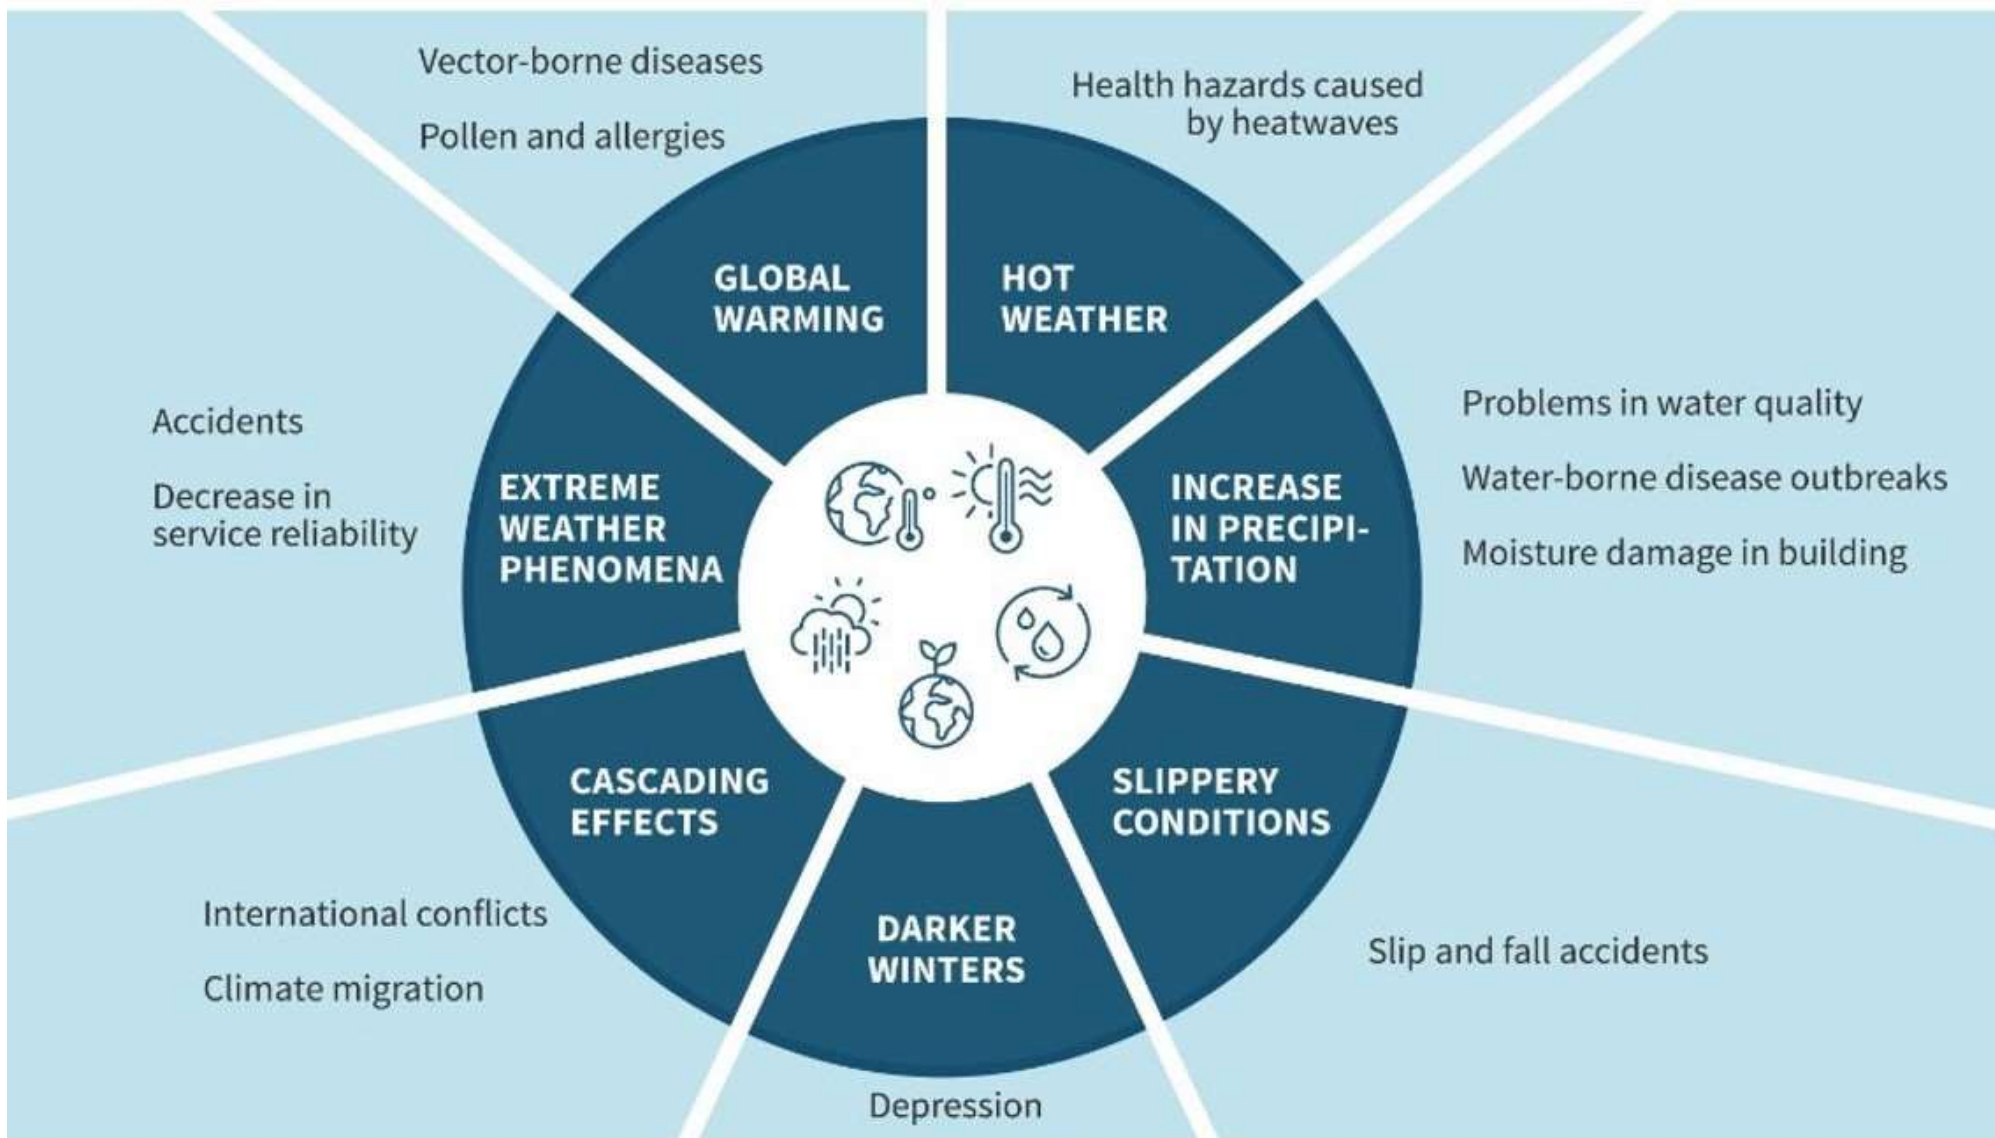 Vector-borne diseases
Pollen and allergies
Health hazards caused
by heatwaves
GLOBAL
WARMING
HOT
WEATHER
Accidents
Decrease in
service reliability
EXTREME
WEATHER
PHENOMENA
INCREASE
IN PRECIPI-
TATION
Problems in water quality
Water-borne disease outbreaks
Moisture damage in building
CASCADING
EFFECTS
SLIPPERY
CONDITIONS
International conflicts
Climate migration
DARKER
WINTERS
Slip and fall accidents
Depression